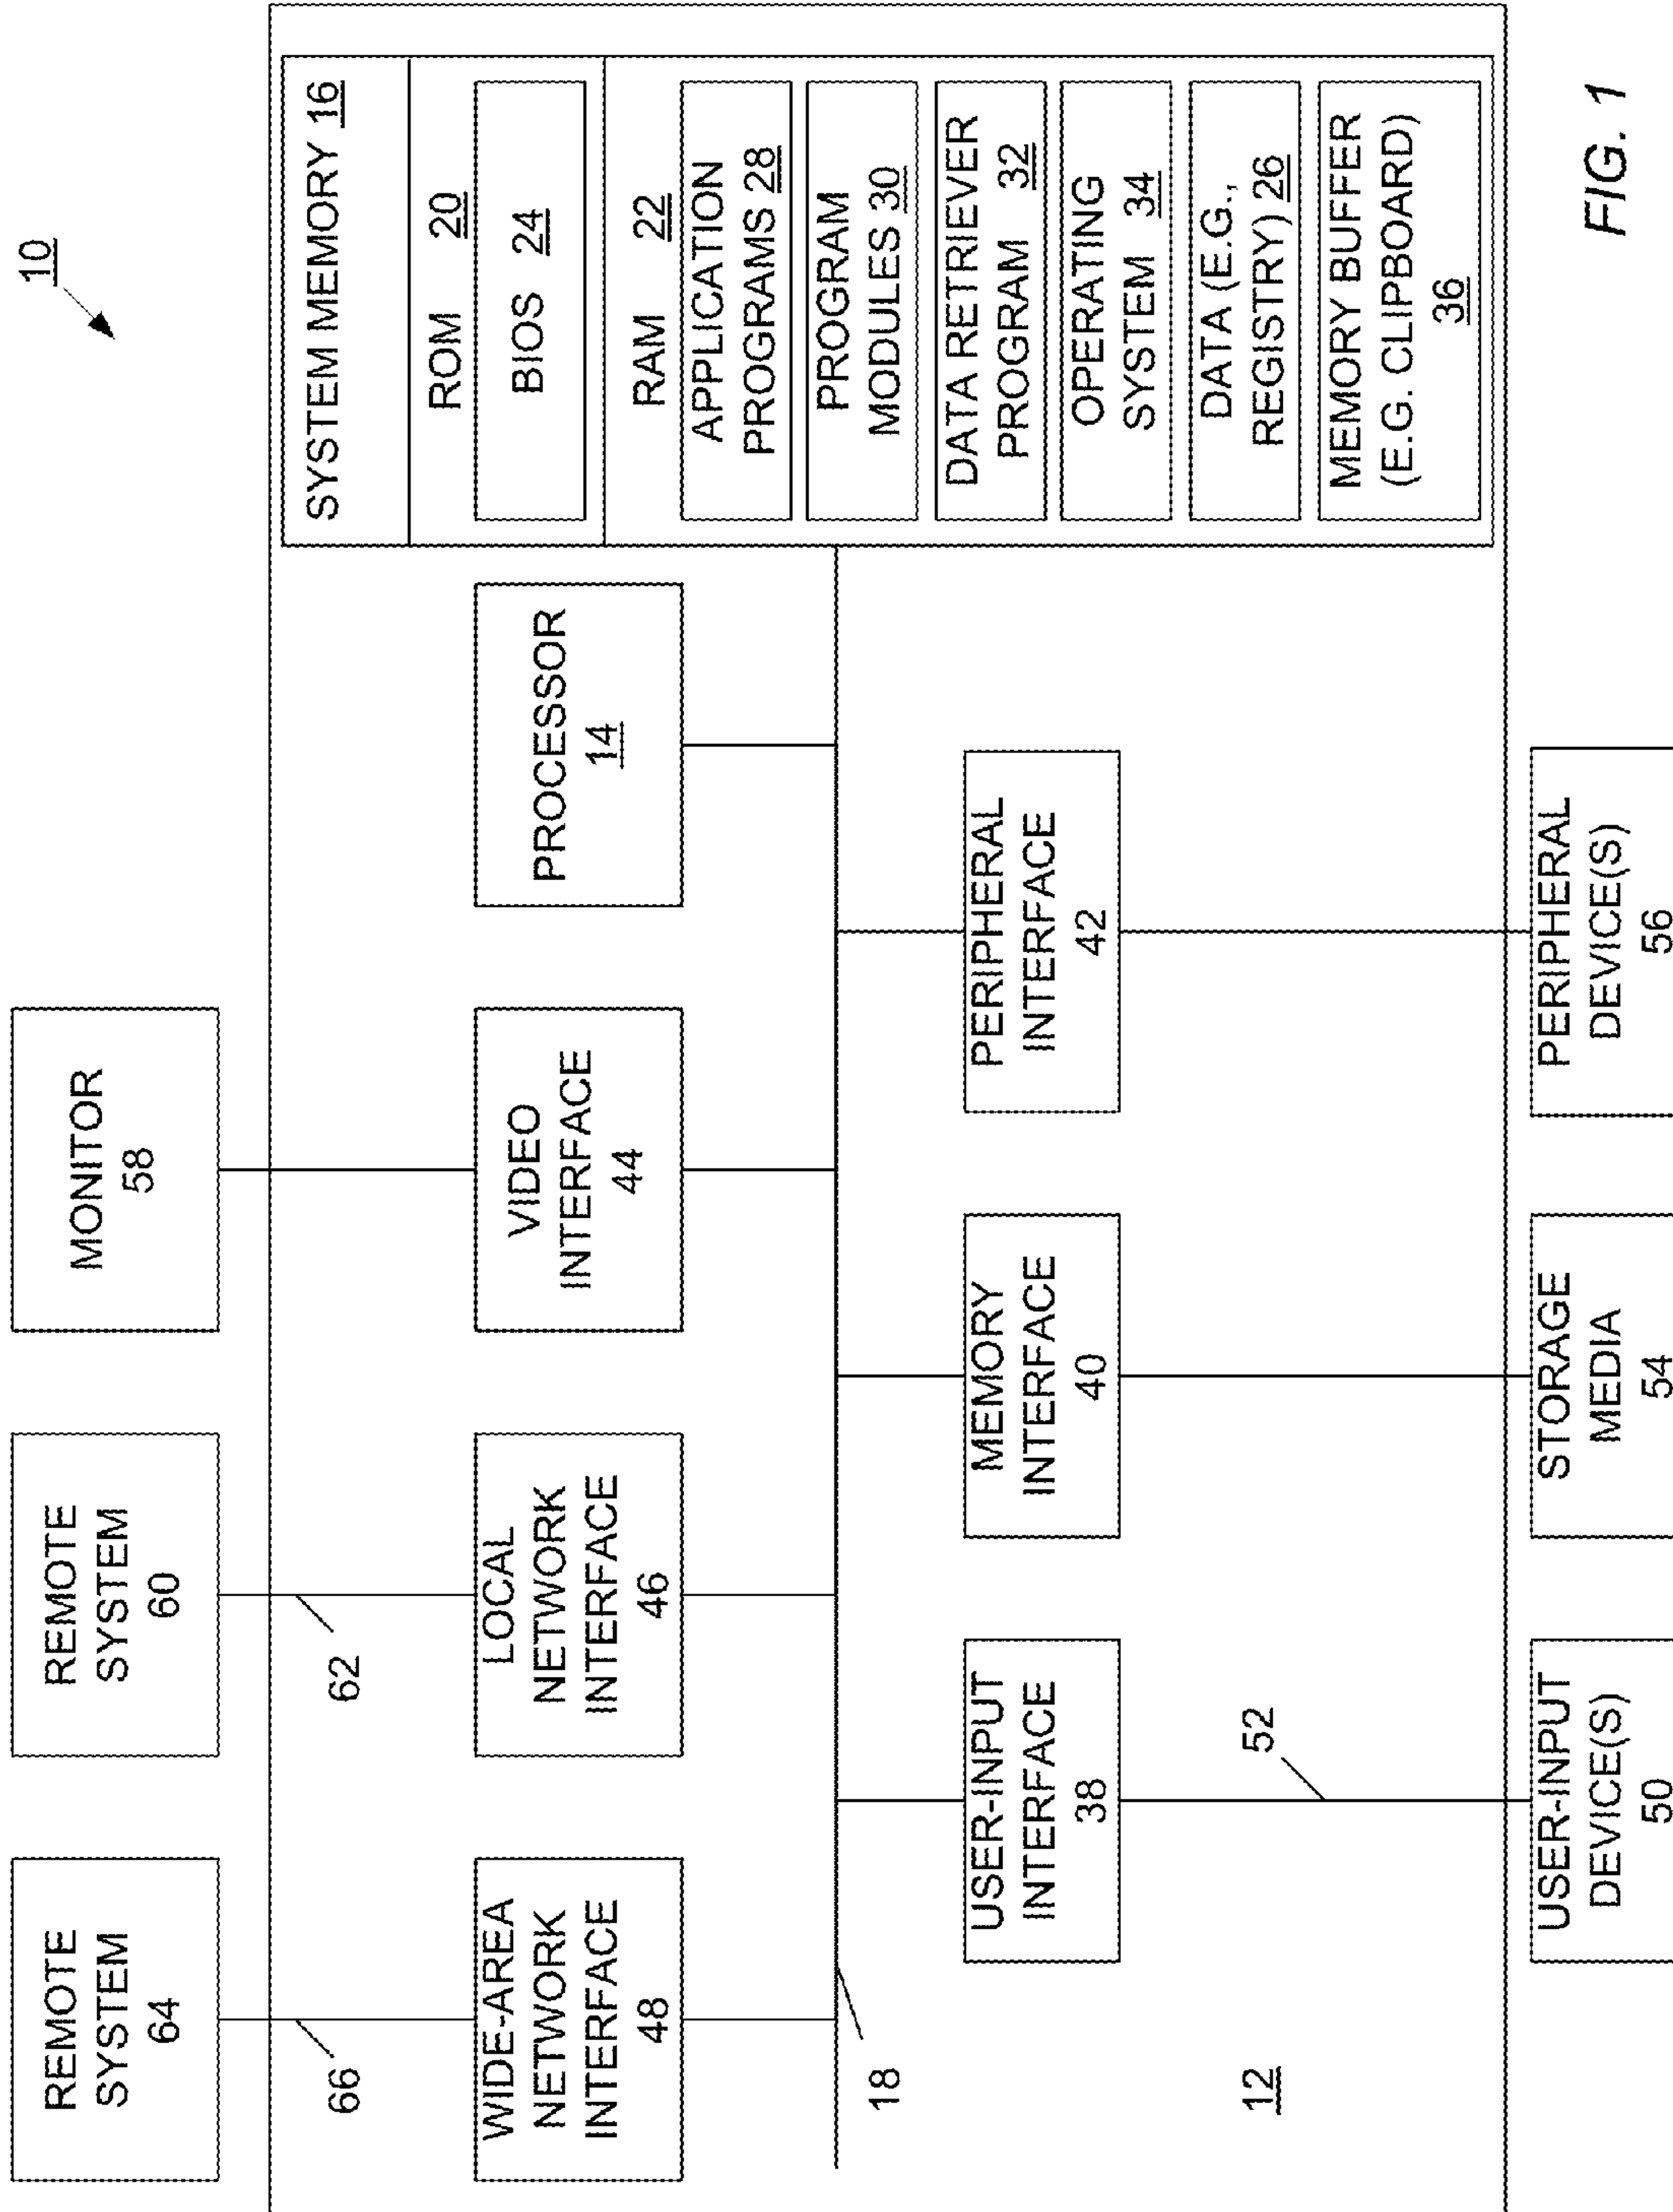 10
REMOTE
SYSTEM
64
REMOTE
SYSTEM
60
MONITOR
58
66
62
WIDE-AREA
NETWORK
INTERFACE
48
LOCAL
NETWORK
INTERFACE
46
VIDEO
INTERFACE
44
PROCESSOR
14
18
USER-INPUT
INTERFACE
38
MEMORY
INTERFACE
40
PERIPHERAL
INTERFACE
42
12
52
USER-INPUT
DEVICE(S)
50
STORAGE
MEDIA
54
PERIPHERAL
DEVICE(S)
56
SYSTEM MEMORY 16
ROM 20
BIOS 24
RAM 22
APPLICATION
PROGRAMS 28
PROGRAM
MODULES 30
DATA RETRIEVER
PROGRAM 32
OPERATING
SYSTEM 34
DATA (E.G.,
REGISTRY) 26
MEMORY BUFFER
(E.G. CLIPBOARD)
36
FIG. 1